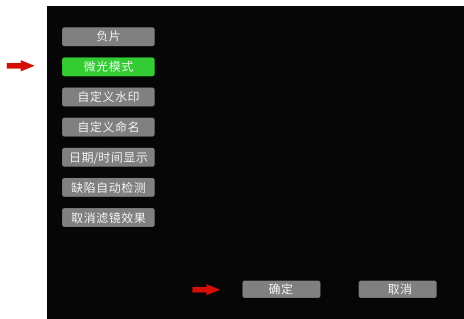 负片
微光模式
自定义水印
自定义命名
日期/时间显示
缺陷自动检测
取消滤镜效果
确定 取消